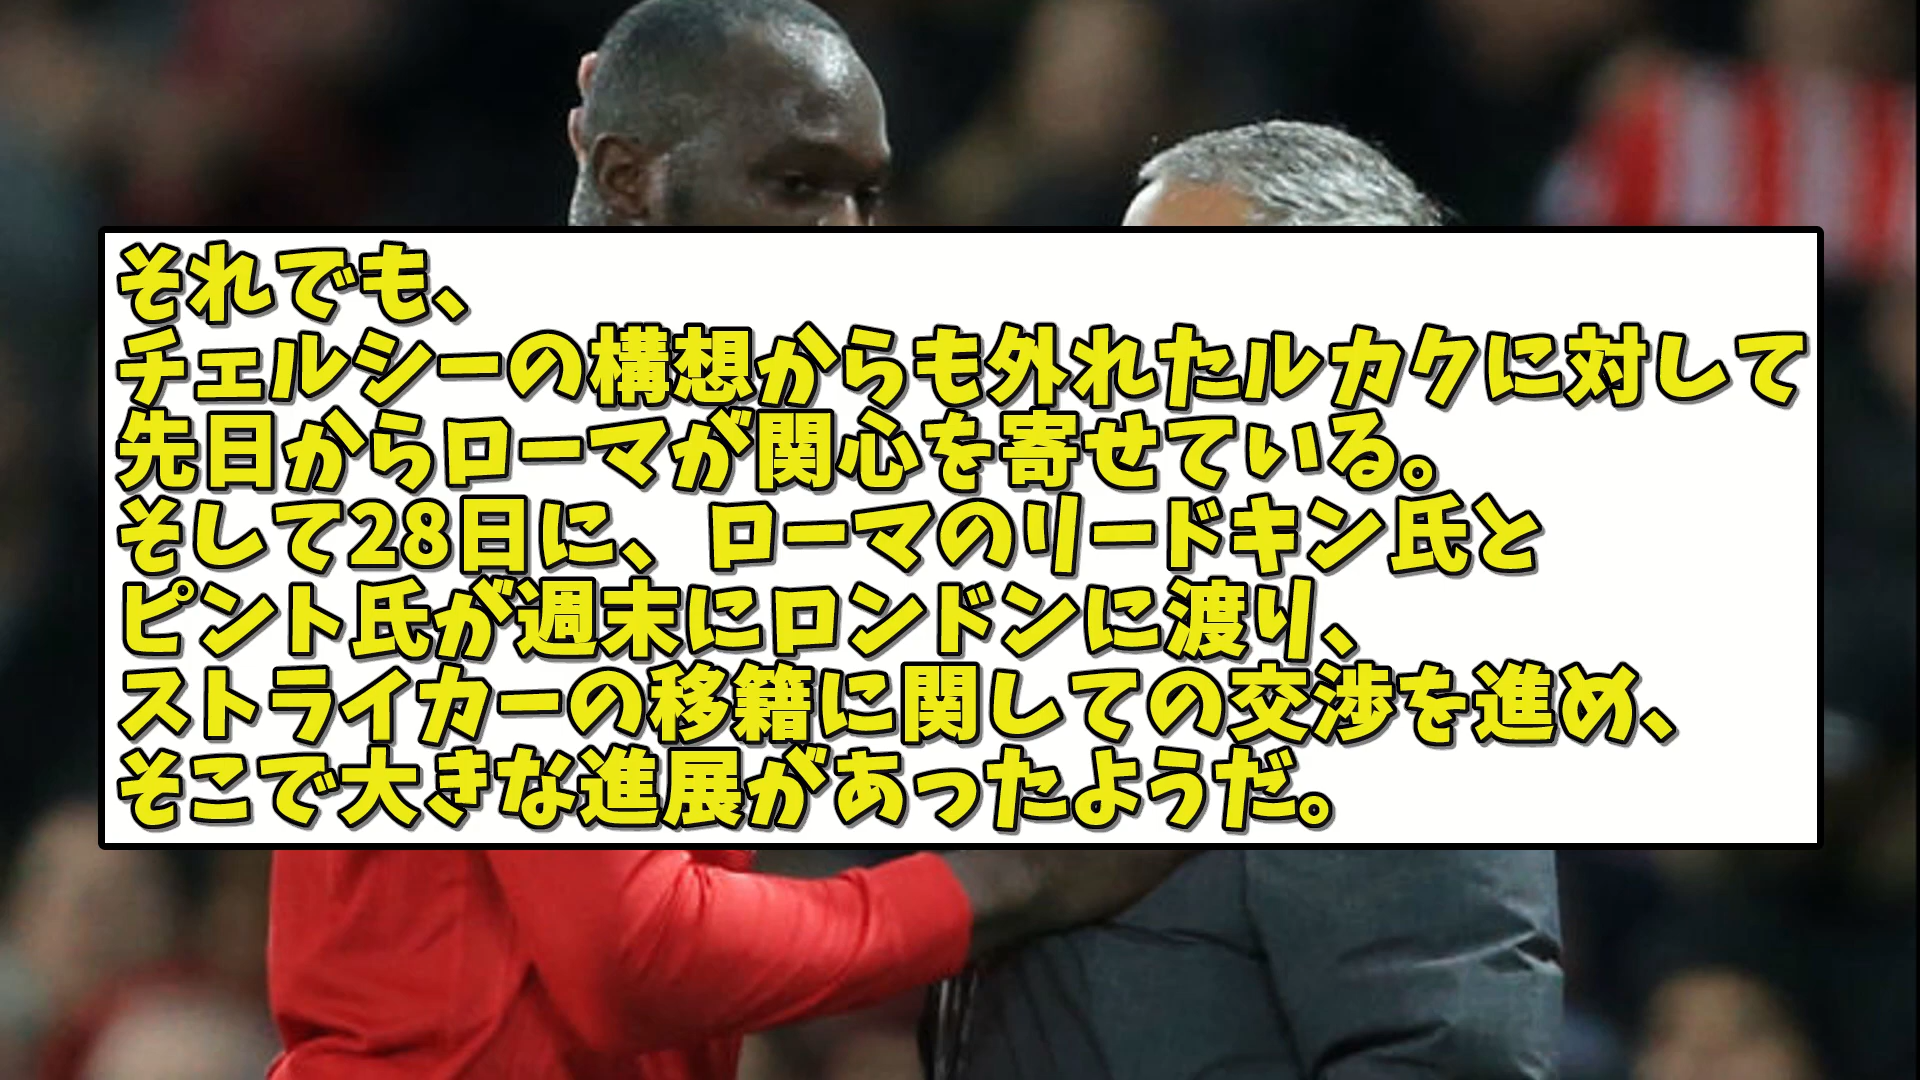 それでも、
チェルシーの構想からも外れたルカクに対して
先日からローマが関心を寄せている。
そして28日に、ローマのリードキン氏と
ピント氏が週末にロンドンに渡り、
ストライカーの移籍に関しての交渉を進め、
そこで大きな進展があったようだ。